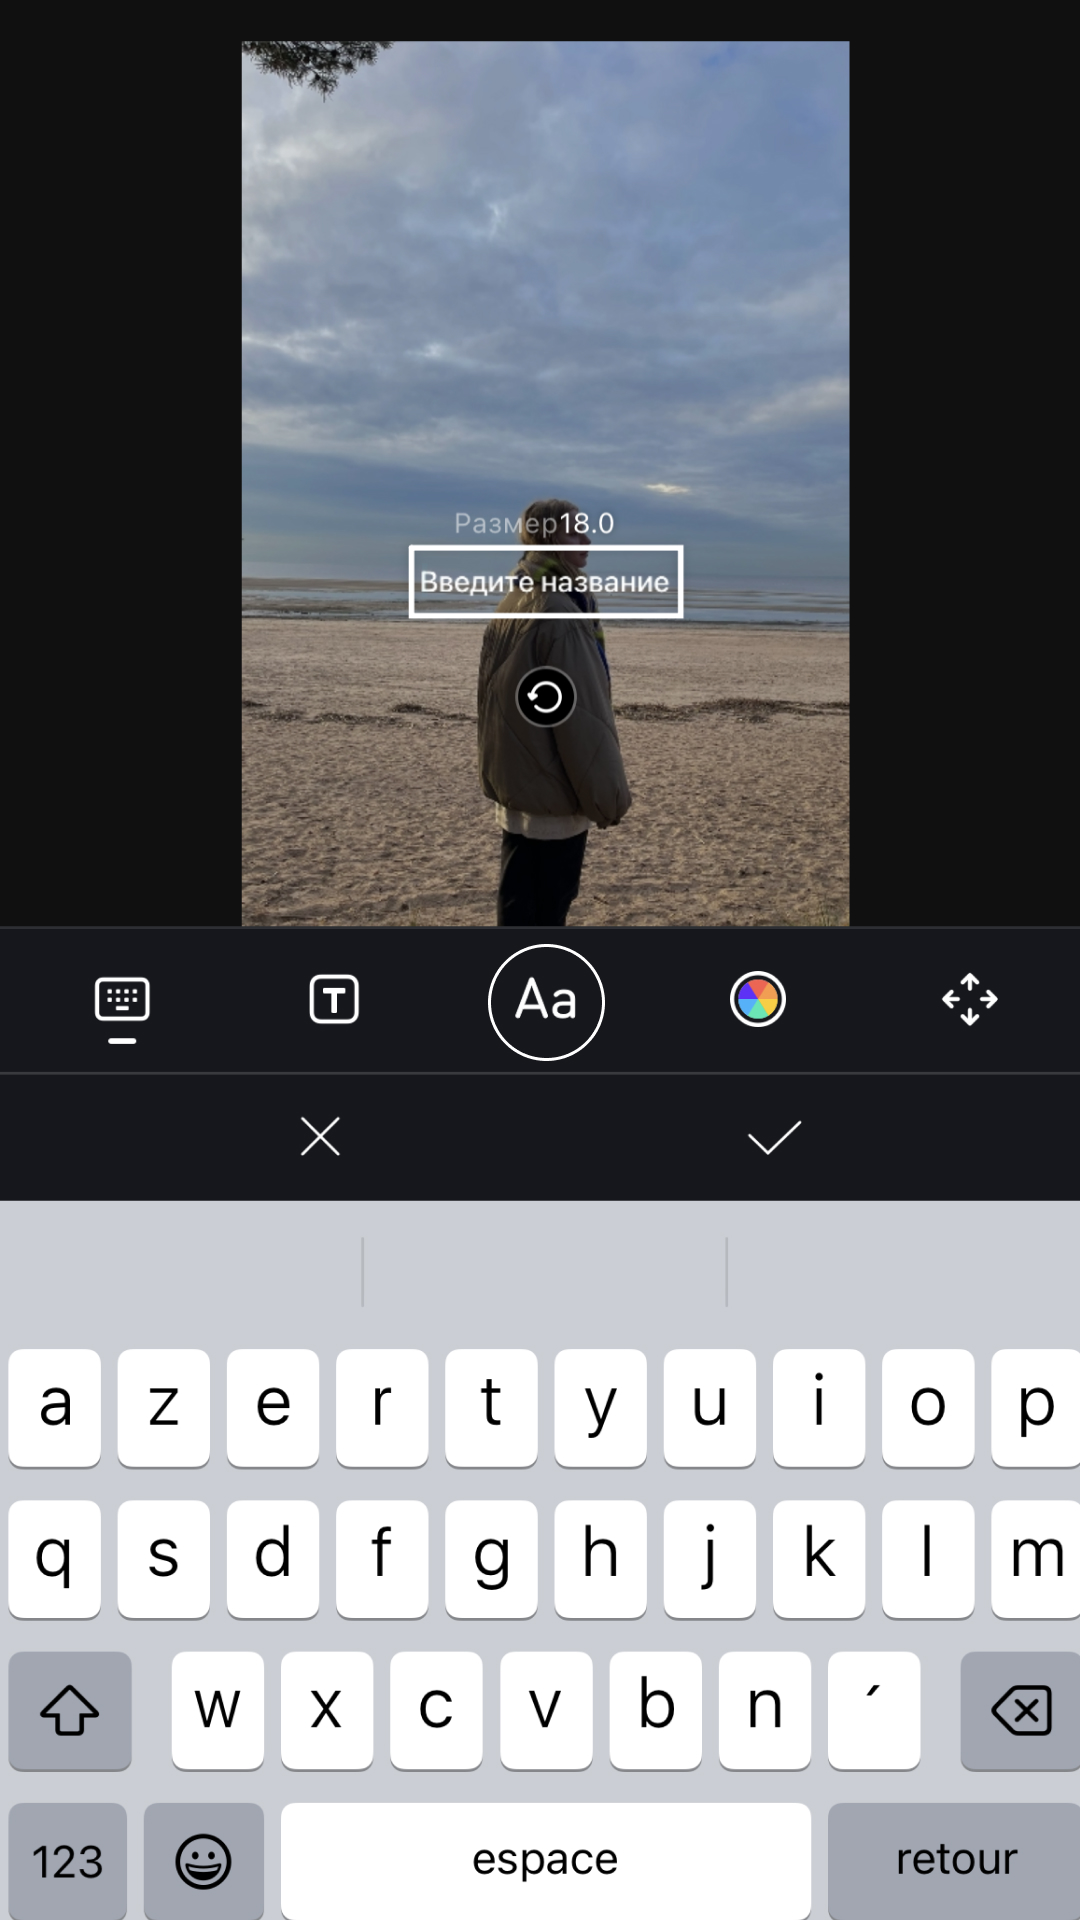 Размер18.0
Введите название
T
Aa
a z e r t y u i o p
q s d f g h j k l m
w x c v b n ´
123 espace retour